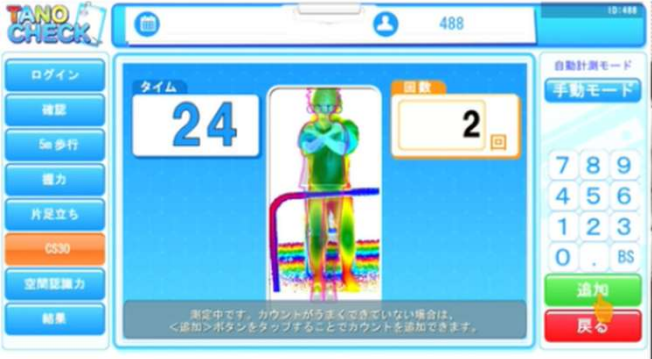 TANO
CHECK
488
ID:488
ログイン
確認
5m歩行
握力
片足立ち
CS30
空間認識力
結果
タイム
24
回数
2回
自動計測モード
手動モード
7 8 9
4 5 6
1 2 3
0 . BS
追加
戻る
測定中です。カウントがうまくできていない場合は、
<追加>ボタンをタップすることでカウントを追加できます。